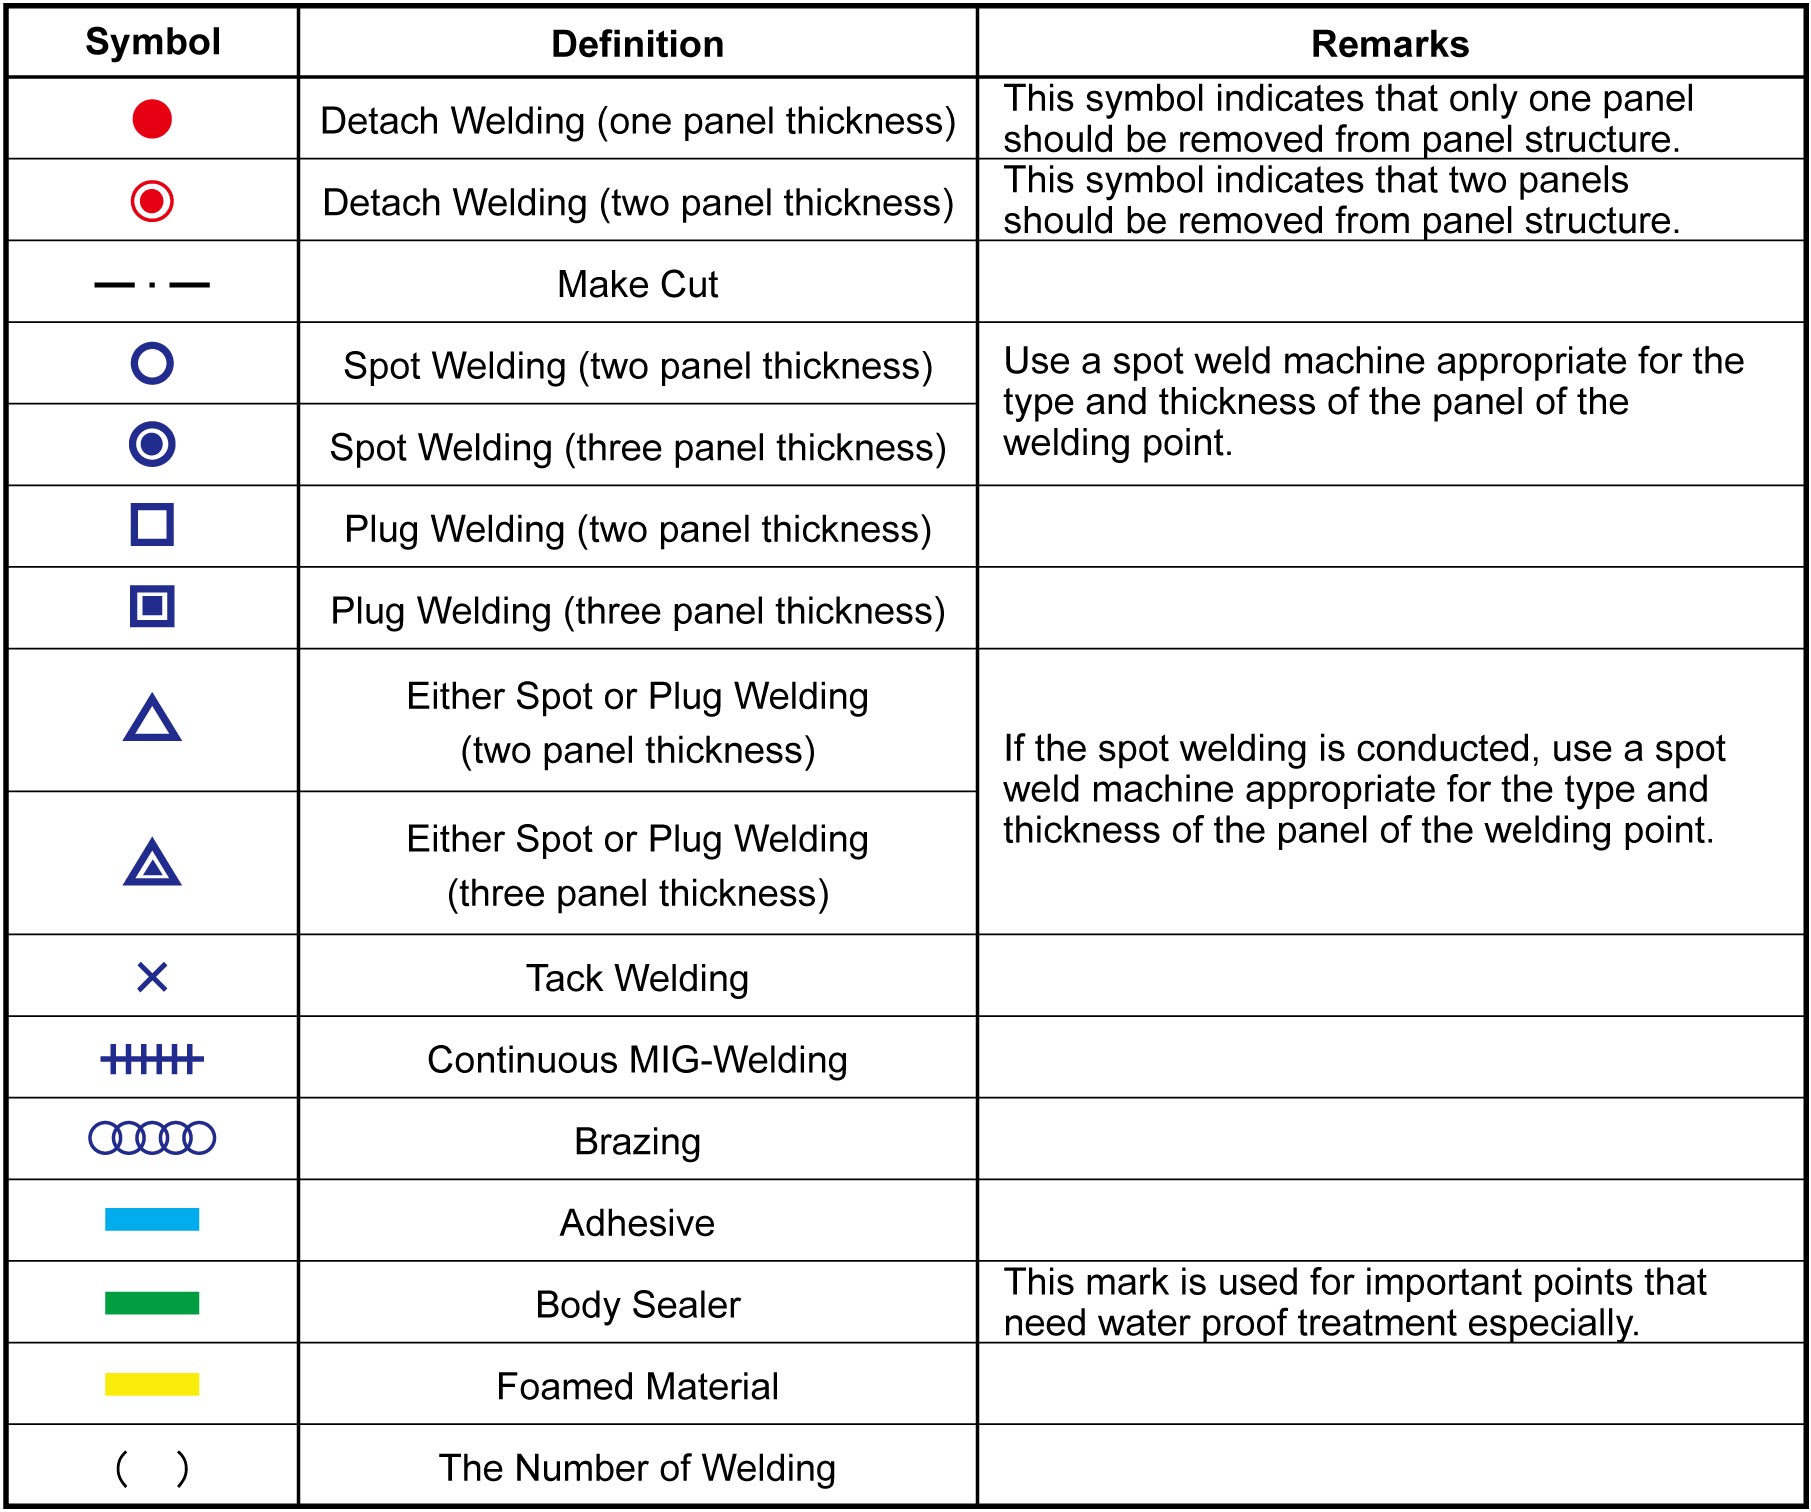 Symbol
Definition
Remarks
Detach Welding (one panel thickness)
This symbol indicates that only one panel
should be removed from panel structure.
Detach Welding (two panel thickness)
This symbol indicates that two panels
should be removed from panel structure.
Make Cut
Spot Welding (two panel thickness)
Use a spot weld machine appropriate for the
type and thickness of the panel of the
welding point.
Spot Welding (three panel thickness)
Plug Welding (two panel thickness)
Plug Welding (three panel thickness)
Either Spot or Plug Welding
(two panel thickness)
If the spot welding is conducted, use a spot
weld machine appropriate for the type and
thickness of the panel of the welding point.
Either Spot or Plug Welding
(three panel thickness)
Tack Welding
Continuous MIG-Welding
Brazing
Adhesive
Body Sealer
This mark is used for important points that
need water proof treatment especially.
Foamed Material
( )
The Number of Welding